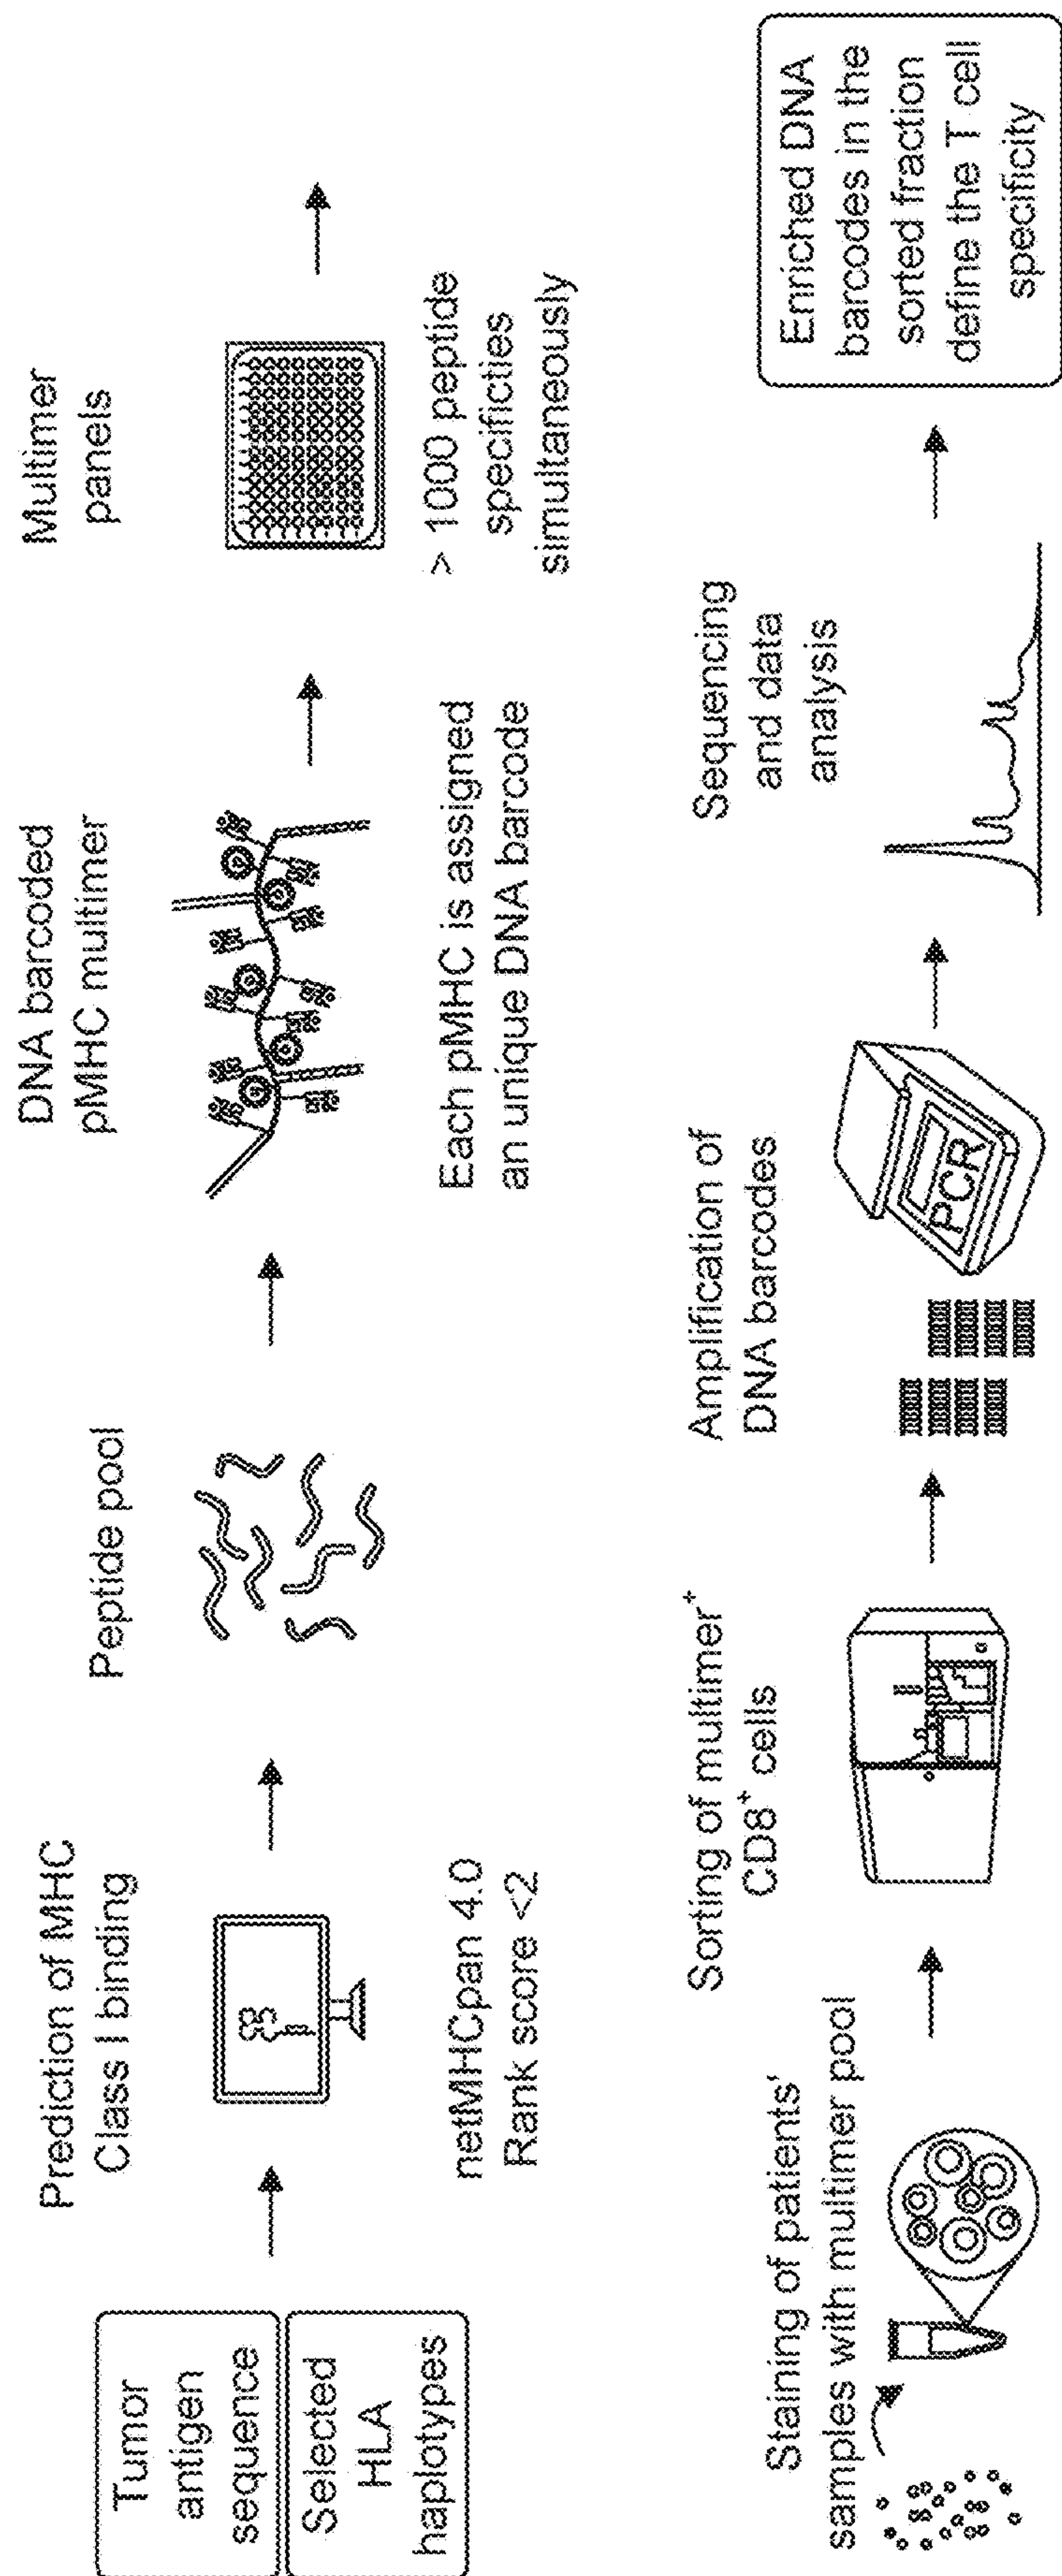 Tumor
antigen
sequence
Selected
HLA
haplotypes
Prediction of MHC
Class I binding
netMHCpan 4.0
Rank score <2
Peptide pool
DNA barcoded
pMHC multimer
Each pMHC is assigned
an unique DNA barcode
Multimer
panels
> 1000 peptide
specificties
simultaneously
Staining of patients'
samples with multimer pool
Sorting of multimer⁺
CD8⁺ cells
Amplification of
DNA barcodes
PCR
Sequencing
and data
analysis
Enriched DNA
barcodes in the
sorted fraction
define the T cell
specificity